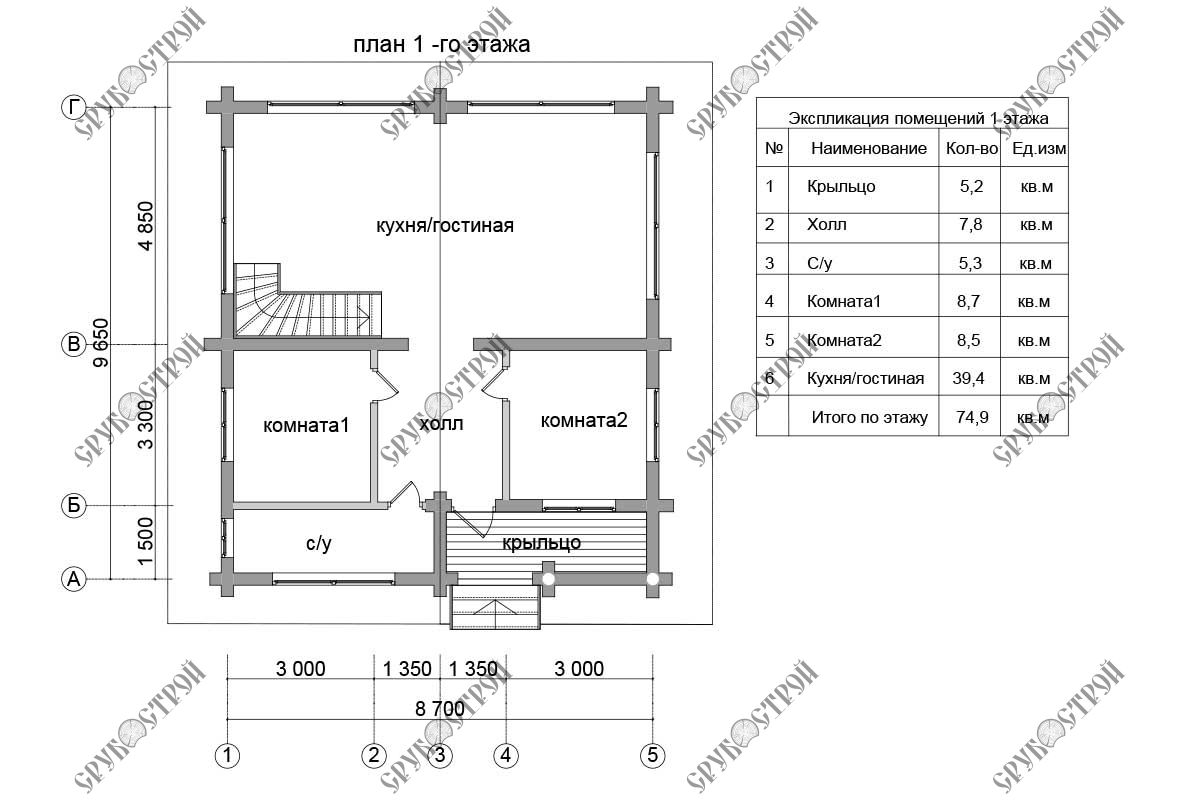 план 1 -го этажа
Г
В
Б
А
4 850
9 650
3 300
1 500
кухня/гостиная
комната1
холл
комната2
с/у
крыльцо
3 000 1 350 1 350 3 000
8 700
1 2 3 4 5
Экспликация помещений 1 этажа
№ Наименование Кол-во Ед.изм
1 Крыльцо 5,2 кв.м
2 Холл 7,8 кв.м
3 С/у 5,3 кв.м
4 Комната1 8,7 кв.м
5 Комната2 8,5 кв.м
6 Кухня/гостиная 39,4 кв.м
Итого по этажу 74,9 кв.м